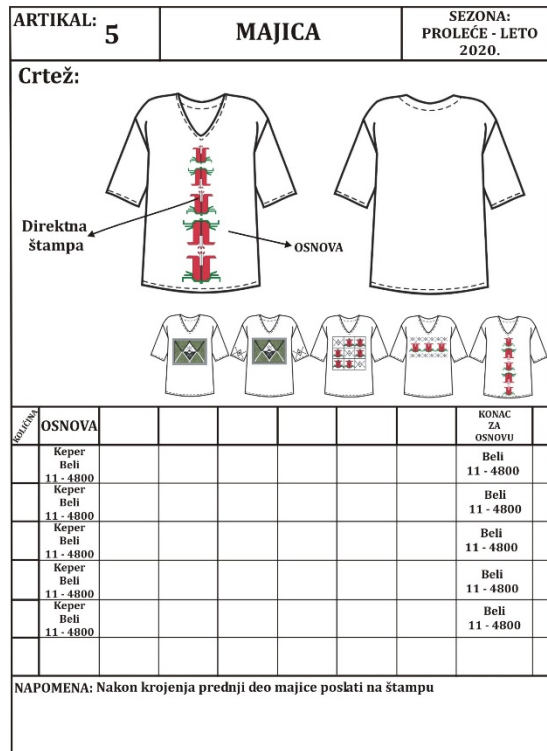 ARTIKAL: 5
MAJICA
SEZONA:
PROLEĆE - LETO
2020.
Crtež:
Direktna
štampa
OSNOVA
KOLIČINA
OSNOVA
KONAC
ZA
OSNOVU
Keper
Beli
11 - 4800
Beli
11 - 4800
Keper
Beli
11 - 4800
Beli
11 - 4800
Keper
Beli
11 - 4800
Beli
11 - 4800
Keper
Beli
11 - 4800
Beli
11 - 4800
Keper
Beli
11 - 4800
Beli
11 - 4800
NAPOMENA: Nakon krojenja prednji deo majice poslati na štampu